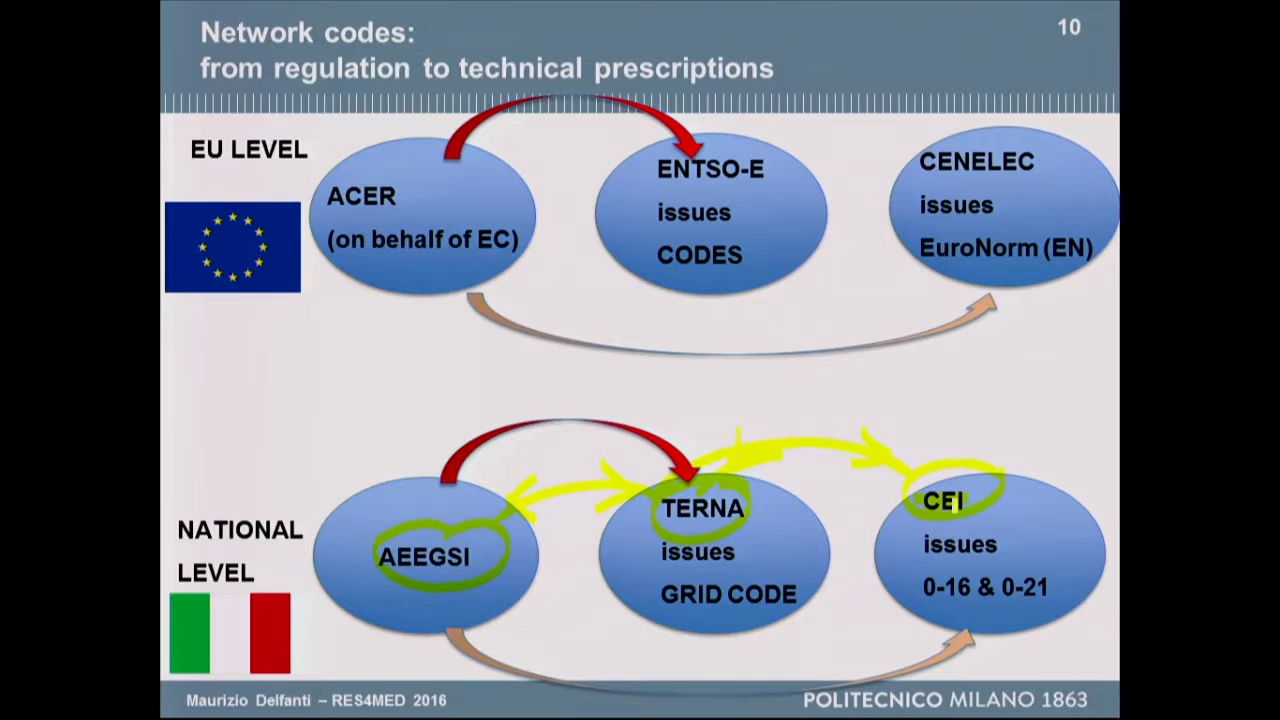 Network codes:
from regulation to technical prescriptions
10
EU LEVEL
ACER
(on behalf of EC)
ENTSO-E
issues
CODES
CENELEC
issues
EuroNorm (EN)
NATIONAL
LEVEL
AEEGSI
TERNA
issues
GRID CODE
CEI
issues
0-16 & 0-21
Maurizio Delfanti – RES4MED 2016
POLITECNICO MILANO 1863